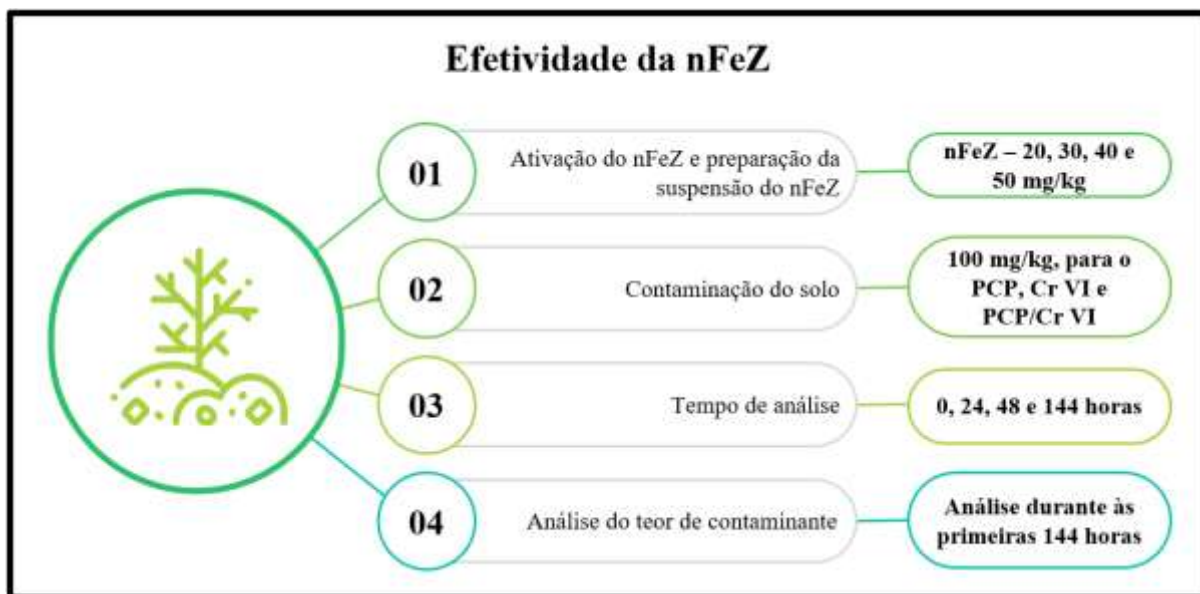 Efetividade da nFeZ
01
Ativação do nFeZ e preparação da
suspensão do nFeZ
nFeZ – 20, 30, 40 e
50 mg/kg
02
Contaminação do solo
100 mg/kg, para o
PCP, Cr VI e
PCP/Cr VI
03
Tempo de análise
0, 24, 48 e 144 horas
04
Análise do teor de contaminante
Análise durante às
primeiras 144 horas